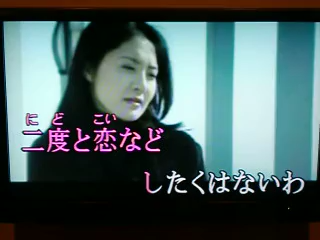 にど こい
二度と恋など
したくはないわ